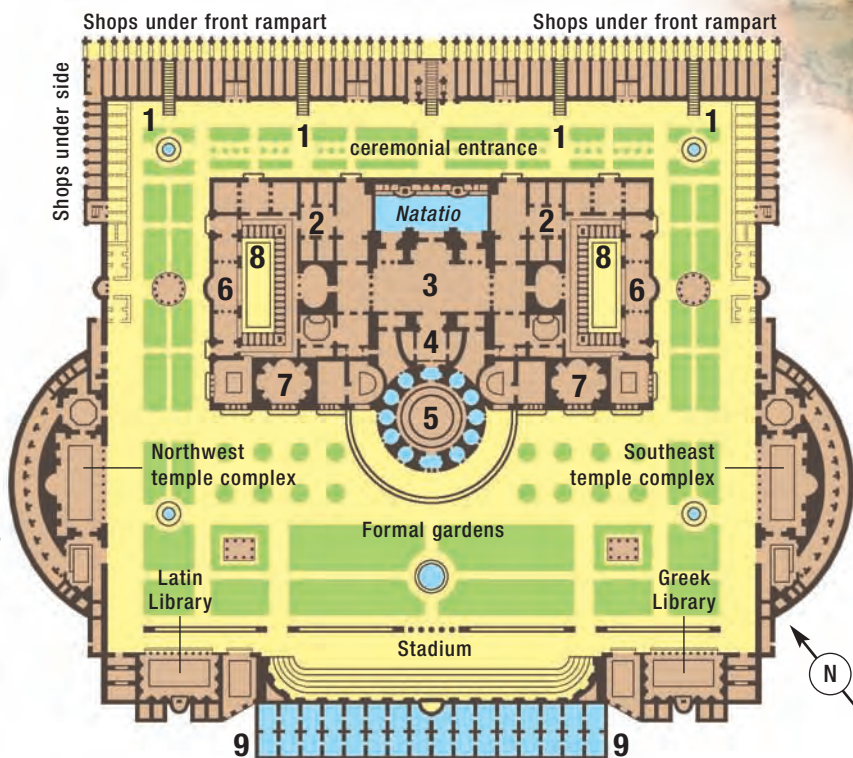 Shops under front rampart
Shops under front rampart
Shops under side
1
1
1
1
ceremonial entrance
2
Natatio
2
8
8
6
3
6
4
7
5
7
Northwest
temple complex
Southeast
temple complex
Formal gardens
Latin
Library
Greek
Library
Stadium
N
9
9